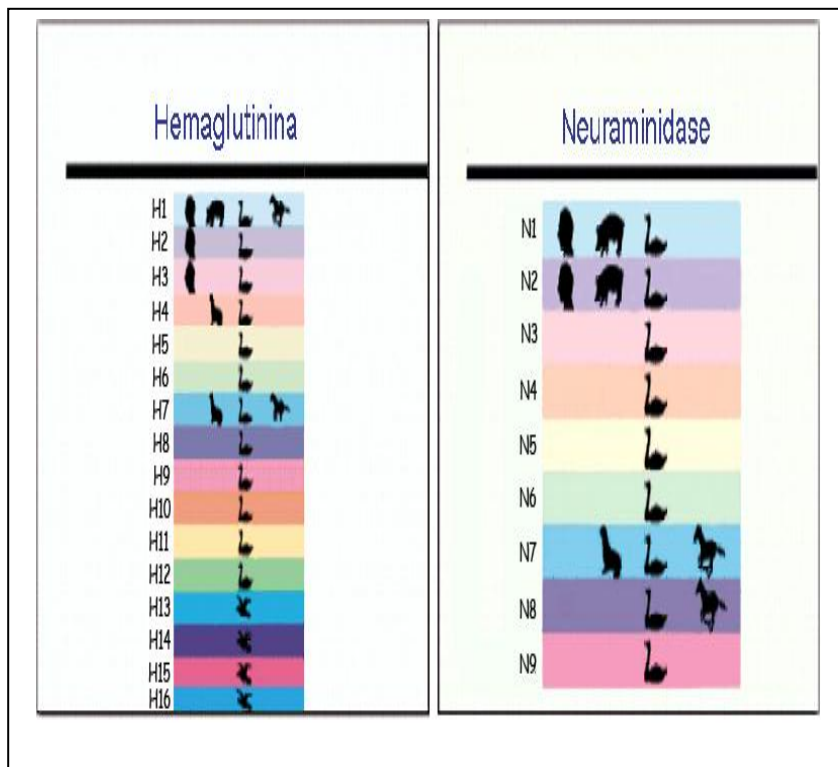 Hemaglutinina
H1
H2
H3
H4
H5
H6
H7
H8
H9
H10
H11
H12
H13
H14
H15
H16
Neuraminidase
N1
N2
N3
N4
N5
N6
N7
N8
N9